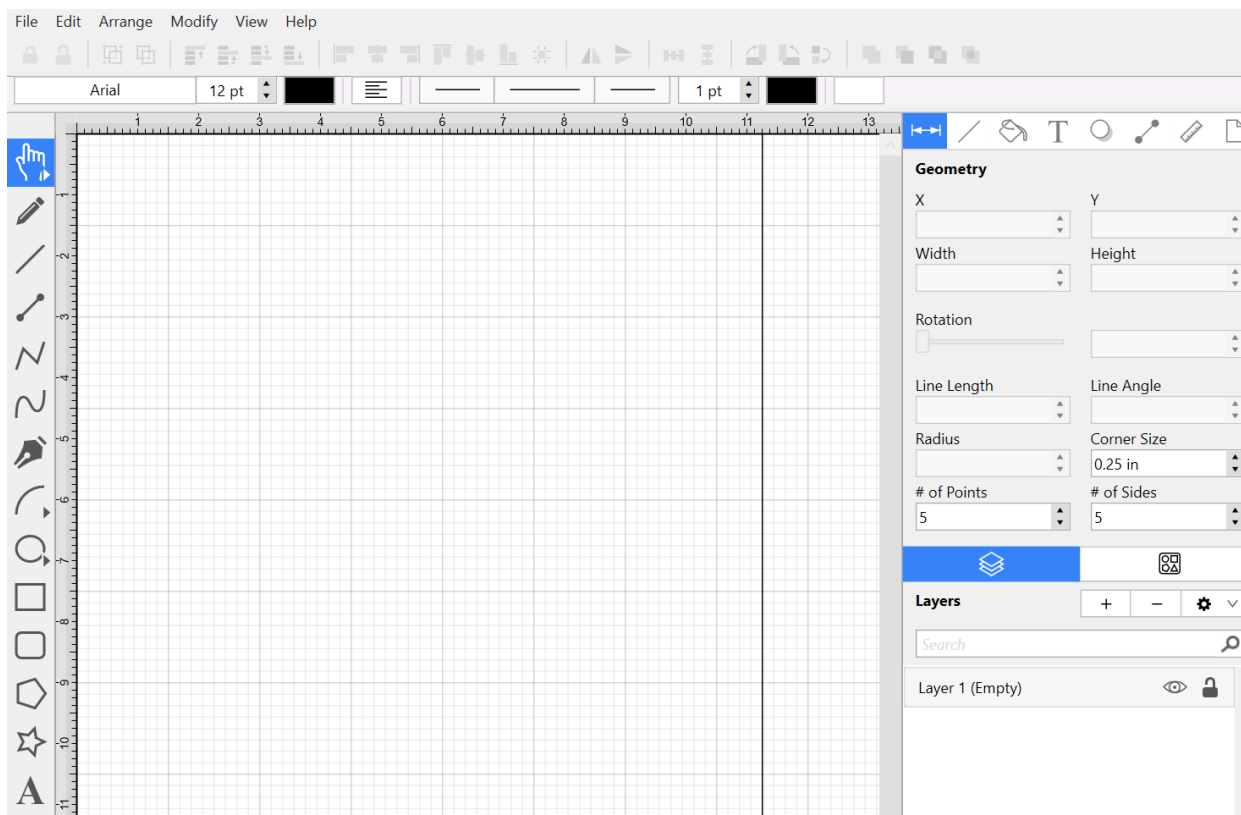 File Edit Arrange Modify View Help
Arial 12 pt 1 pt
1 2 3 4 5 6 7 8 9 10 11 12 13
Geometry
X Y
Width Height
Rotation
Line Length Line Angle
Radius Corner Size
0.25 in
# of Points # of Sides
5 5
Layers
Search
Layer 1 (Empty)
1
2
3
4
5
6
7
8
9
10
11
T
A